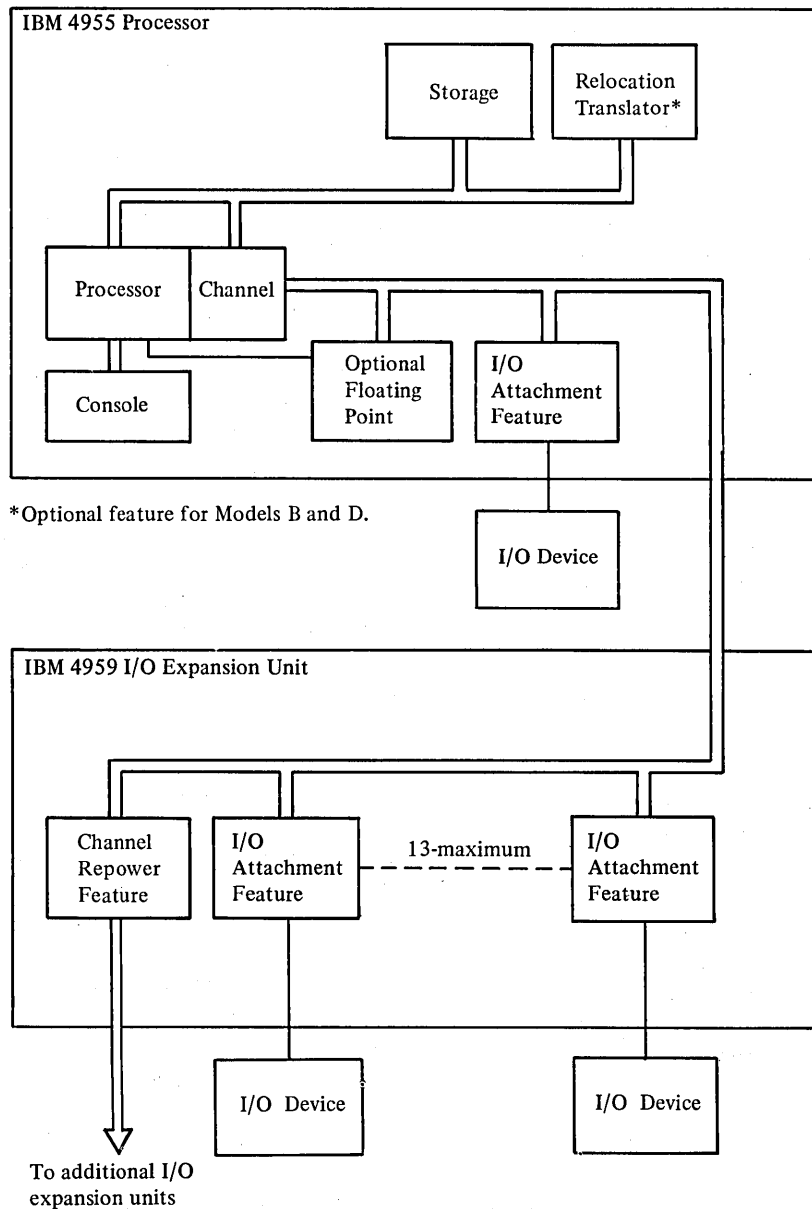 IBM 4955 Processor
Storage
Relocation
Translator*
Processor
Channel
Console
Optional
Floating
Point
I/O
Attachment
Feature
*Optional feature for Models B and D.
I/O Device
IBM 4959 I/O Expansion Unit
Channel
Repower
Feature
I/O
Attachment
Feature
13-maximum
I/O
Attachment
Feature
I/O Device
I/O Device
To additional I/O
expansion units